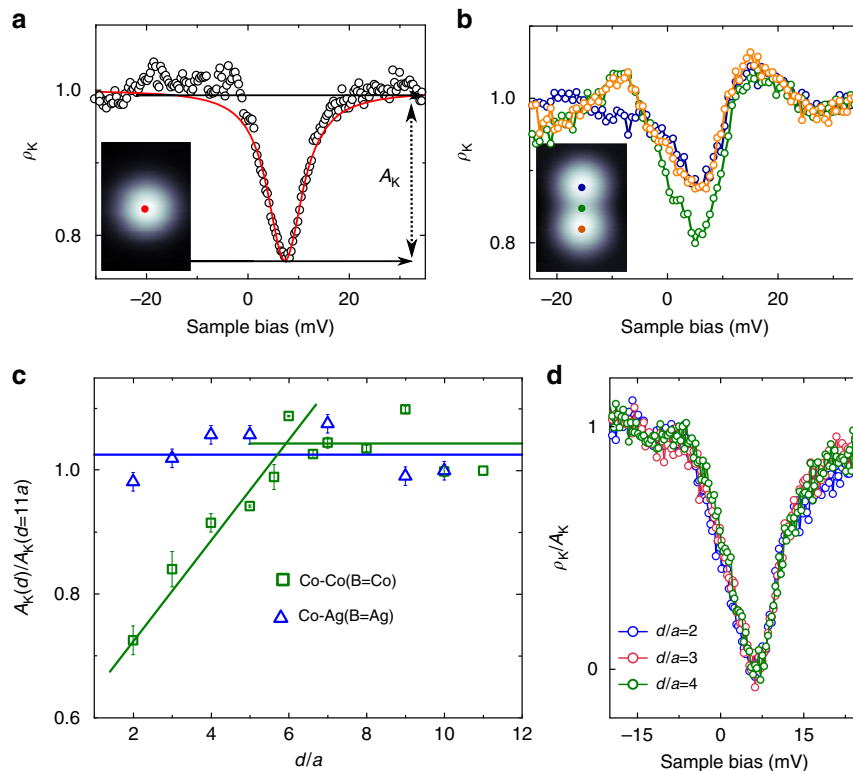 a
1.0
0.8
ρK
AK
−20
0
20
Sample bias (mV)
b
1.0
0.8
ρK
−20
0
20
Sample bias (mV)
c
1.0
0.8
0.6
AK(d)/AK(d=11a)
Co-Co(B=Co)
Co-Ag(B=Ag)
2
4
6
8
10
12
d/a
d
1
0
ρK/AK
d/a=2
d/a=3
d/a=4
−15
0
15
Sample bias (mV)